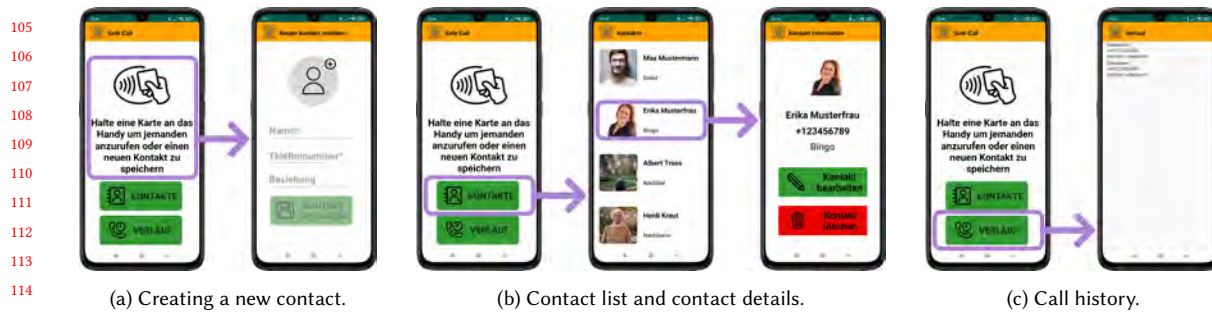 105
106
107
108
109
110
111
112
113
114
Safe Call
Halte eine Karte an das
Handy um jemanden
anzurufen oder einen
neuen Kontakt zu
speichern
KONTAKTE
VERLAUF
Neuen Kontakt
Name*
Telefonnummer*
Beziehung
KONTAKT
(a) Creating a new contact.
Safe Call
Halte eine Karte an das
Handy um jemanden
anzurufen oder einen
neuen Kontakt zu
speichern
KONTAKTE
VERLAUF
Kontakte
Max Mustermann
Enkel
Erika Musterfrau
Bingo
Albert Tross
Nachbar
Heidi Kraut
Nachbarin
Kontakt Information
Erika Musterfrau
+123456789
Bingo
Kontakt
bearbeiten
Kontakt
löschen
(b) Contact list and contact details.
Safe Call
Halte eine Karte an das
Handy um jemanden
anzurufen oder einen
neuen Kontakt zu
speichern
KONTAKTE
VERLAUF
Verlauf
(c) Call history.